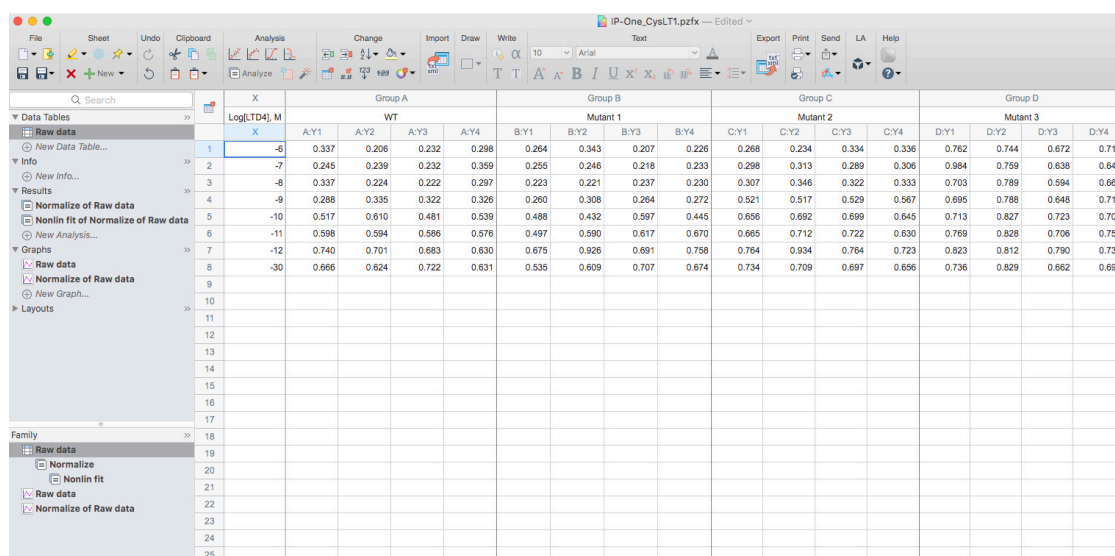 IP-One_CysLT1.pzfx — Edited
File Sheet Undo Clipboard Analysis Change Import Draw Write Text Export Print Send LA Help
10 Arial
New
Analyze
Search
Data Tables
Raw data
New Data Table...
Info
New Info...
Results
Normalize of Raw data
Nonlin fit of Normalize of Raw data
New Analysis...
Graphs
Raw data
Normalize of Raw data
New Graph...
Layouts
Family
Raw data
Normalize
Nonlin fit
Raw data
Normalize of Raw data
X Group A Group B Group C Group D
Log[LTD4], M WT Mutant 1 Mutant 2 Mutant 3
X A:Y1 A:Y2 A:Y3 A:Y4 B:Y1 B:Y2 B:Y3 B:Y4 C:Y1 C:Y2 C:Y3 C:Y4 D:Y1 D:Y2 D:Y3 D:Y4
1 -6 0.337 0.206 0.232 0.298 0.264 0.343 0.207 0.226 0.268 0.234 0.334 0.336 0.762 0.744 0.672 0.71
2 -7 0.245 0.239 0.232 0.359 0.255 0.246 0.218 0.233 0.298 0.313 0.289 0.306 0.984 0.759 0.638 0.64
3 -8 0.337 0.224 0.222 0.297 0.223 0.221 0.237 0.230 0.307 0.346 0.322 0.333 0.703 0.789 0.594 0.66
4 -9 0.288 0.335 0.322 0.326 0.260 0.308 0.264 0.272 0.521 0.517 0.529 0.567 0.695 0.788 0.648 0.71
5 -10 0.517 0.610 0.481 0.539 0.488 0.432 0.597 0.445 0.656 0.692 0.699 0.645 0.713 0.827 0.723 0.70
6 -11 0.598 0.594 0.586 0.576 0.497 0.590 0.617 0.670 0.665 0.712 0.722 0.630 0.769 0.828 0.706 0.75
7 -12 0.740 0.701 0.683 0.630 0.675 0.926 0.691 0.758 0.764 0.934 0.764 0.723 0.823 0.812 0.790 0.73
8 -30 0.666 0.624 0.722 0.631 0.535 0.609 0.707 0.674 0.734 0.709 0.697 0.656 0.736 0.829 0.662 0.69
9
10
11
12
13
14
15
16
17
18
19
20
21
22
23
24
25